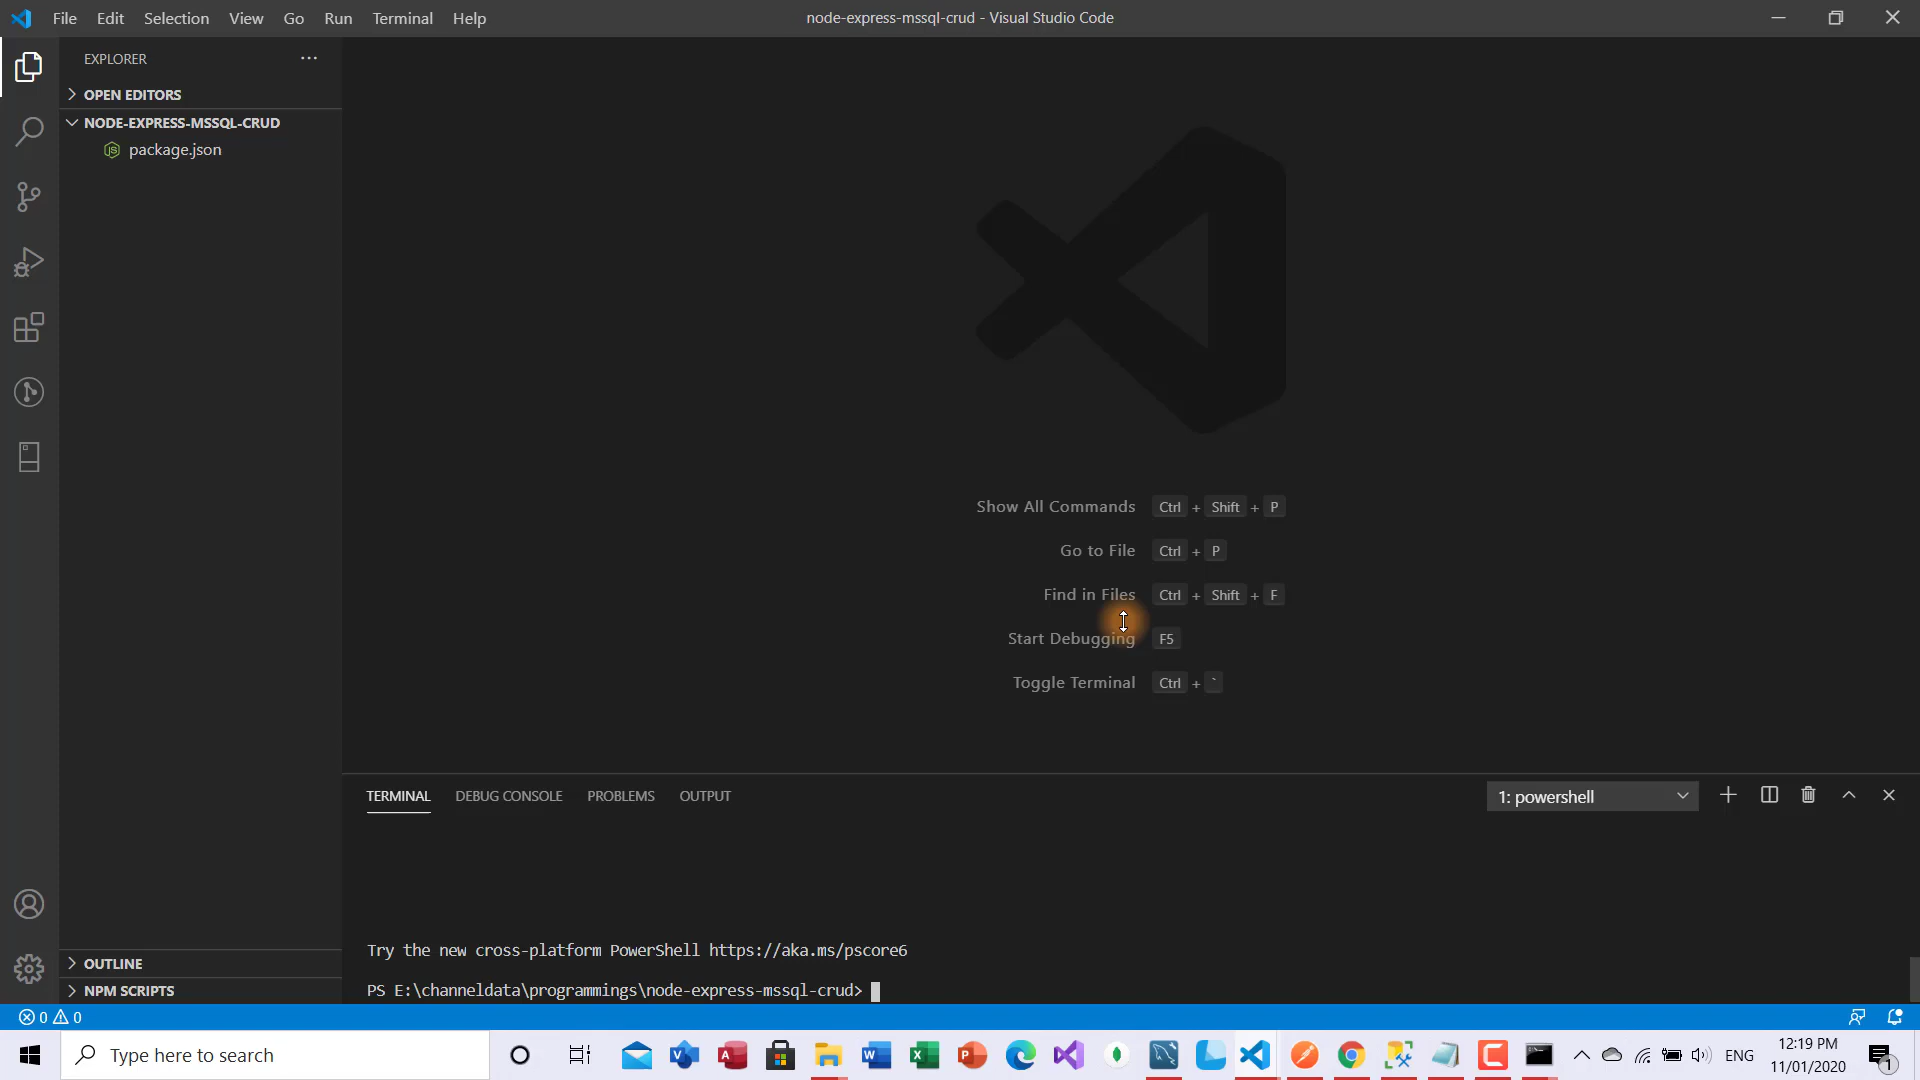 File Edit Selection View Go Run Terminal Help
node-express-mssql-crud - Visual Studio Code
EXPLORER
OPEN EDITORS
NODE-EXPRESS-MSSQL-CRUD
JS package.json
Show All Commands Ctrl + Shift + P
Go to File Ctrl + P
Find in Files Ctrl + Shift + F
Start Debugging F5
Toggle Terminal Ctrl + `
TERMINAL DEBUG CONSOLE PROBLEMS OUTPUT
1: powershell
Try the new cross-platform PowerShell https://aka.ms/pscore6
PS E:\channeldata\programmings\node-express-mssql-crud>
OUTLINE
NPM SCRIPTS
0 0
Type here to search
ENG
12:19 PM
11/01/2020
1